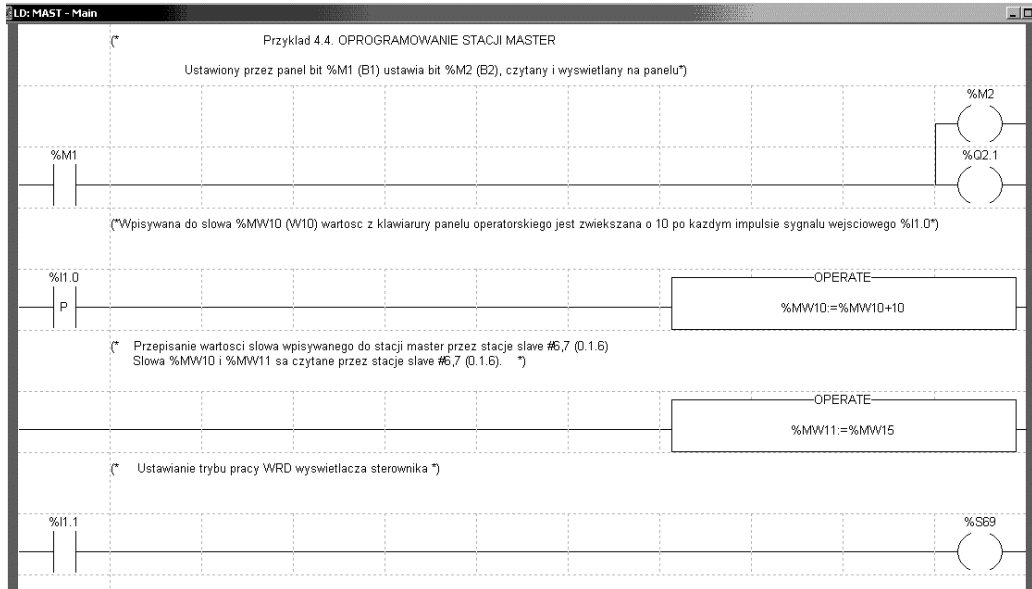 LD: MAST - Main
(* Przyklad 4.4. OPROGRAMOWANIE STACJI MASTER
Ustawiony przez panel bit %M1 (B1) ustawia bit %M2 (B2), czytany i wyswietlany na panelu*)
%M2
%M1
%Q2.1
(*Wpisywana do slowa %MW10 (W10) wartosc z klawiarury panelu operatorskiego jest zwiekszana o 10 po kazdym impulsie sygnalu wejsciowego %I1.0*)
%I1.0
OPERATE
P
%MW10:=%MW10+10
(* Przepisanie wartosci slowa wpisywanego do stacji master przez stacje slave #6,7 (0.1.6)
Slowa %MW10 i %MW11 sa czytane przez stacje slave #6,7 (0.1.6). *)
OPERATE
%MW11:=%MW15
(* Ustawianie trybu pracy WRD wyswietlacza sterownika *)
%I1.1
%S69